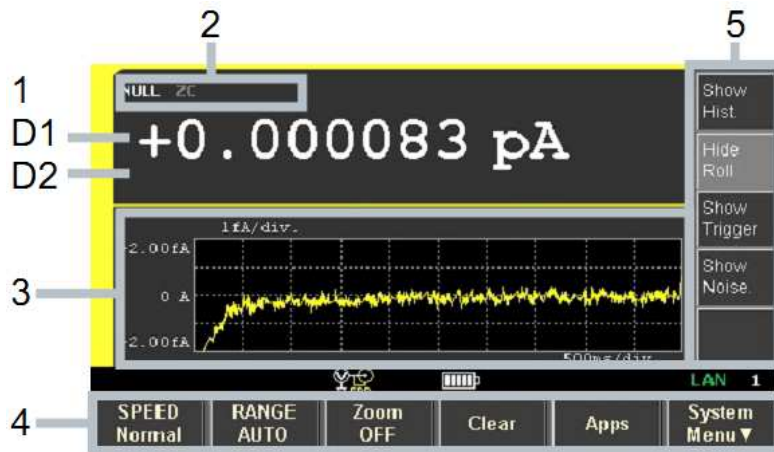 2
5
1
NULL ZC
D1
+0.000083 pA
D2
Show
Hist.
Hide
Roll
Show
Trigger
Show
Noise.
3
1fA/div.
2.00fA
0 A
2.00fA
500ms/div.
LAN 1
4
SPEED
Normal
RANGE
AUTO
Zoom
OFF
Clear
Apps
System
Menu▼